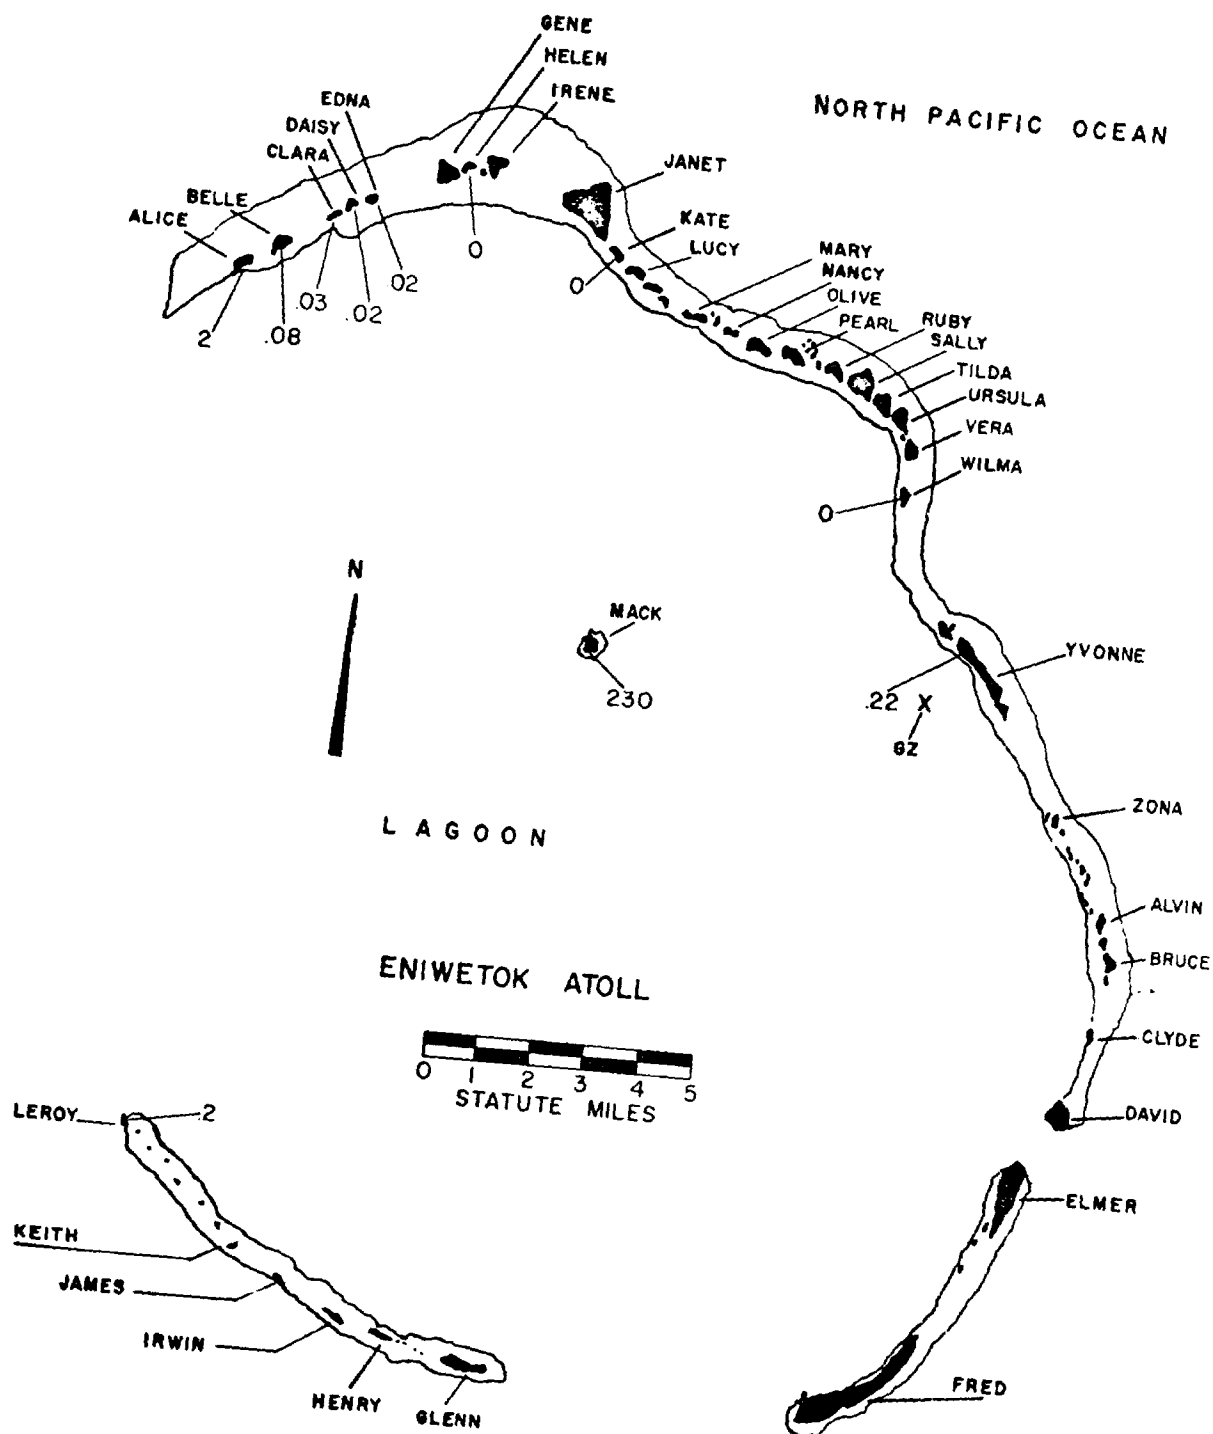 GENE
HELEN
IRENE
EDNA
DAISY
CLARA
BELLE
ALICE
NORTH PACIFIC OCEAN
JANET
KATE
LUCY
MARY
NANCY
OLIVE
PEARL
RUBY
SALLY
TILDA
URSULA
VERA
WILMA
2
.08
.03
.02
.02
0
0
0
N
MACK
230
YVONNE
.22 X
GZ
LAGOON
ZONA
ALVIN
BRUCE
CLYDE
DAVID
ENIWETOK ATOLL
0 1 2 3 4 5
STATUTE MILES
LEROY
.2
KEITH
JAMES
IRWIN
HENRY
GLENN
ELMER
FRED